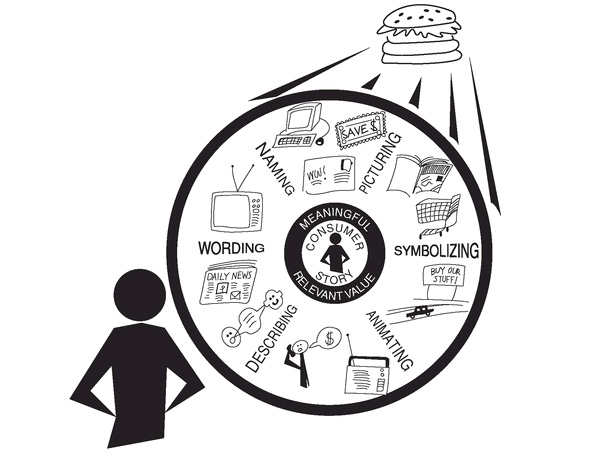 SAVE $
WOW!
NAMING
PICTURING
MEANINGFUL
CONSUMER
STORY
RELEVANT VALUE
WORDING
SYMBOLIZING
DAILY NEWS
BUY OUR
STUFF!
DESCRIBING
$
ANIMATING